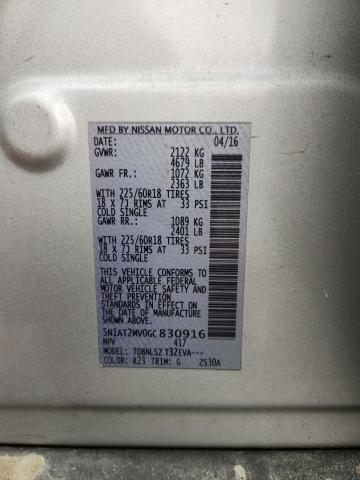 MFD BY NISSAN MOTOR CO., LTD.
DATE: 04/16
GVWR: 2122 KG
4679 LB
GAWR FR.: 1072 KG
2363 LB
WITH 225/60R18 TIRES
18 X 7J RIMS AT 33 PSI
COLD SINGLE
GAWR RR.: 1089 KG
2401 LB
WITH 225/60R18 TIRES
18 X 7J RIMS AT 33 PSI
COLD SINGLE
THIS VEHICLE CONFORMS TO
ALL APPLICABLE FEDERAL
MOTOR VEHICLE SAFETY AND
THEFT PREVENTION
STANDARDS IN EFFECT ON
THE DATE OF MANUFACTURE
SHOWN ABOVE.
5N1AT2MV0GC830916
MPV 417
MODEL: TDBNLSZ T32EVA---
COLOR: K23 TRIM: G 2S30A